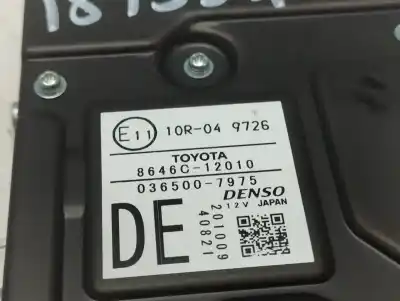 E11 10R-04 9726
TOYOTA
8646C-12010
036500-7975
DE
DENSO
12V JAPAN
201009
40821